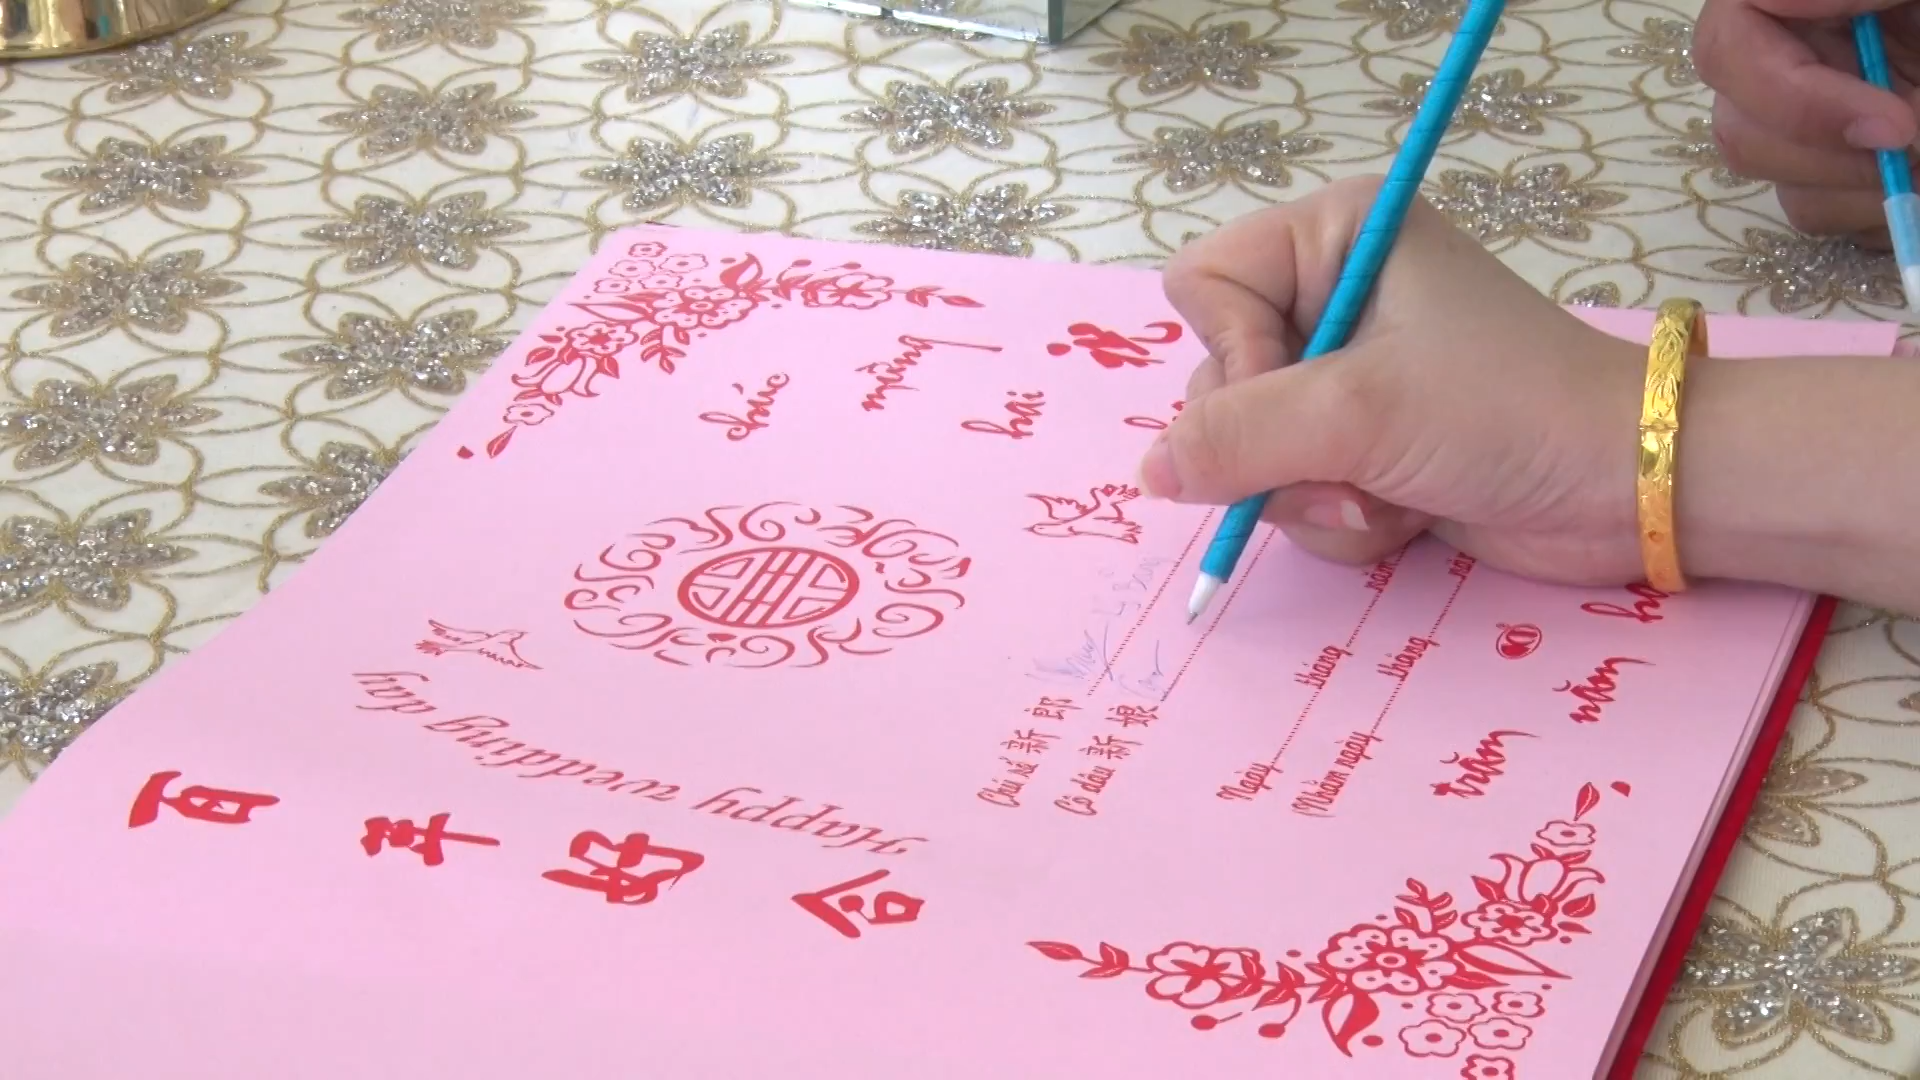 chúc mừng hai
祝
Happy wedding day
百年好合
Chú rể 新郎
Cô dâu 新娘
Ngày tháng năm
Nhằm ngày tháng năm
trăm năm